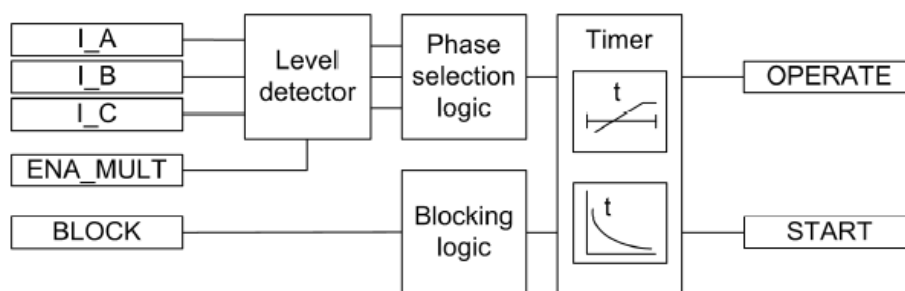 I_A
I_B
I_C
ENA_MULT
BLOCK
Level
detector
Phase
selection
logic
Blocking
logic
Timer
t
t
OPERATE
START